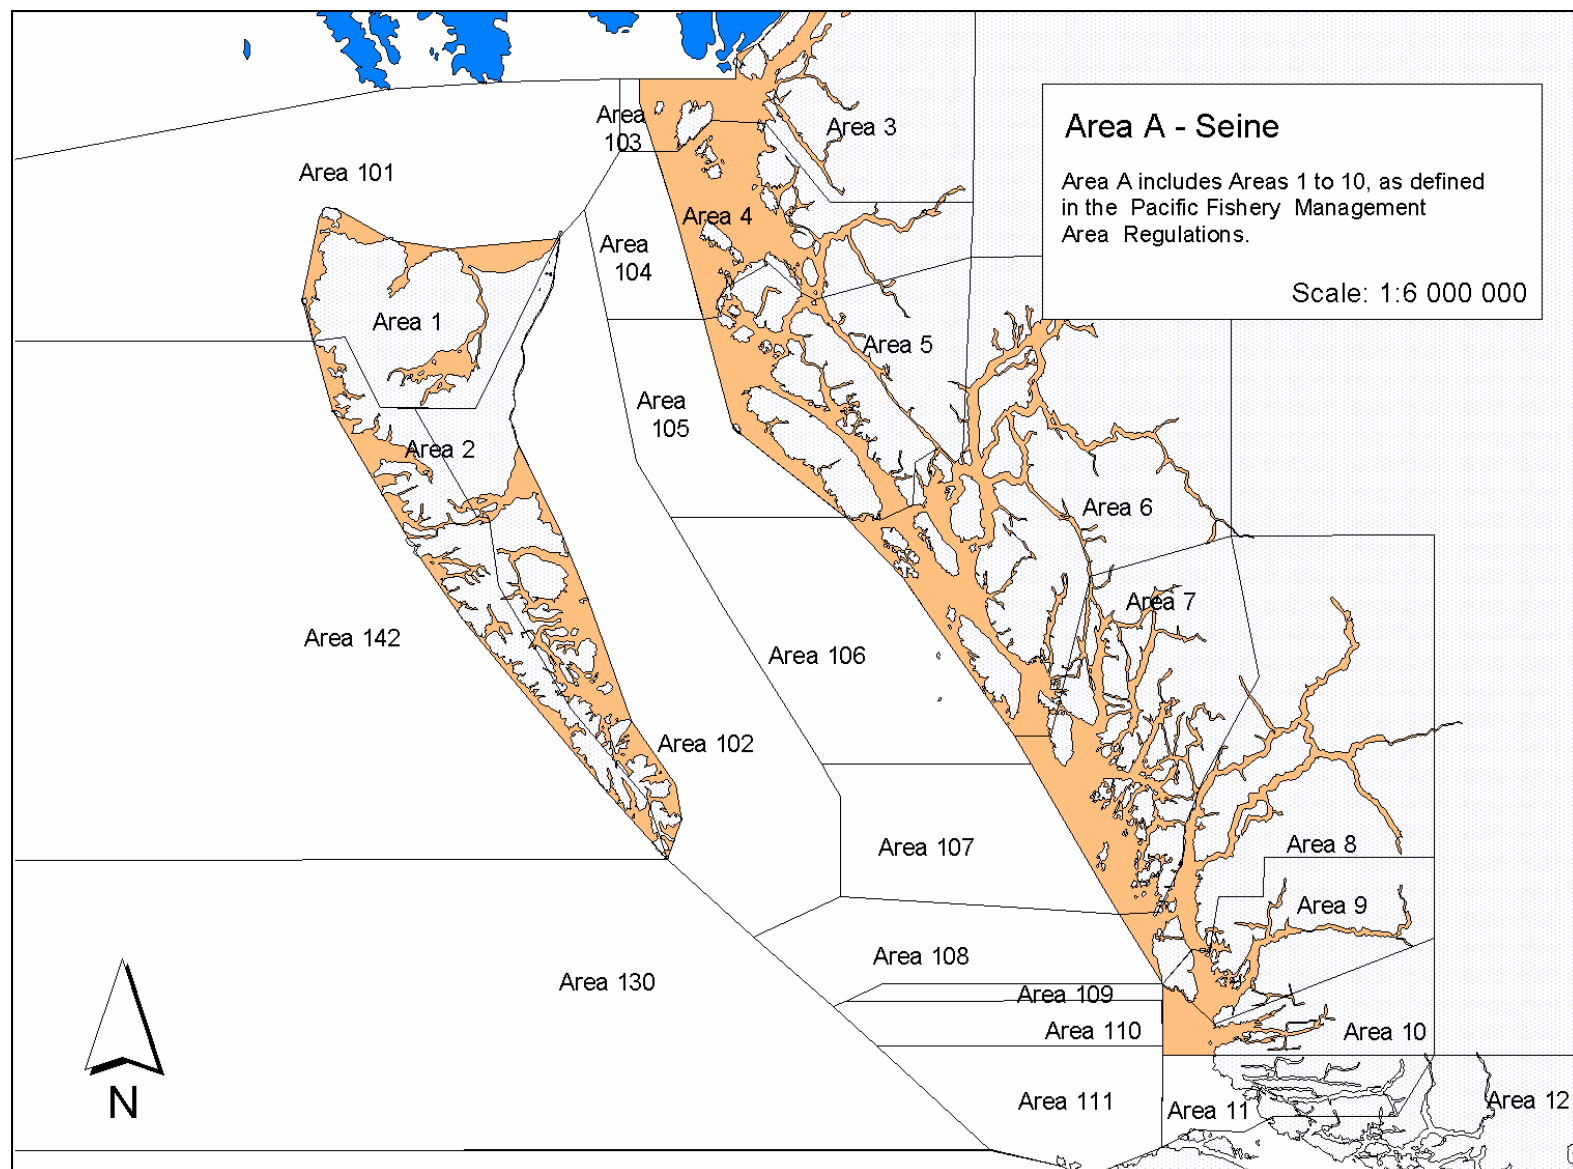 Area
103
Area 3
Area A - Seine
Area A includes Areas 1 to 10, as defined
in the Pacific Fishery Management
Area Regulations.
Scale: 1:6 000 000
Area 101
Area 4
Area
104
Area 1
Area 5
Area
105
Area 2
Area 6
Area 7
Area 142
Area 106
Area 102
Area 107
Area 8
Area 9
Area 108
Area 130
Area 109
Area 110
Area 10
Area 111
Area 11
Area 12
N